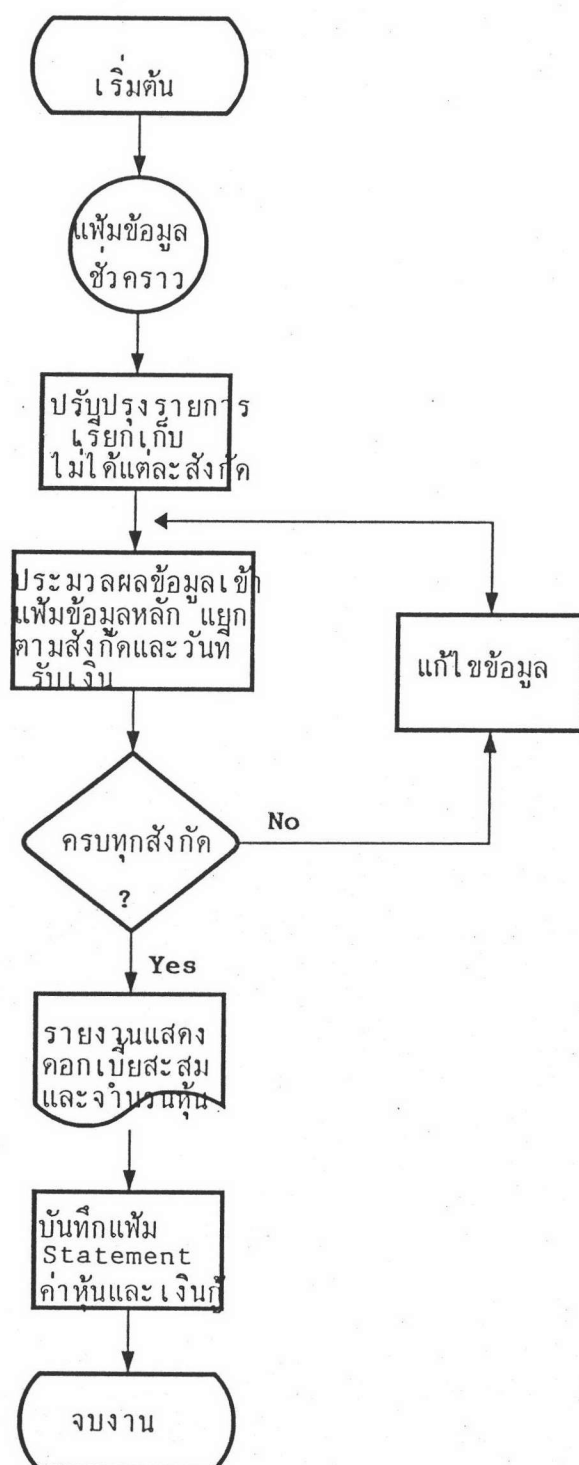 เริ่มต้น
แฟ้มข้อมูล
ชั่วคราว
ปรับปรุงรายการ
เรียกเก็บ
ไม่ได้แต่ละสังกัด
ประมวลผลข้อมูลเข้า
แฟ้มข้อมูลหลัก แยก
ตามสังกัดและวันที่
รับเงิน
แก้ไขข้อมูล
ครบทุกสังกัด
?
No
Yes
รายงานแสดง
ดอกเบี้ยสะสม
และจำนวนหุ้น
บันทึกแฟ้ม
Statement
ค่าหุ้นและเงินกู้
จบงาน